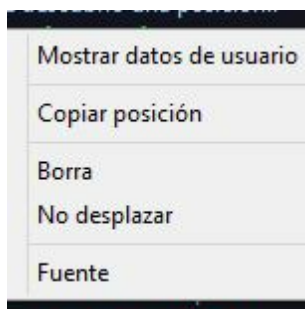 Mostrar datos de usuario
Copiar posición
Borra
No desplazar
Fuente